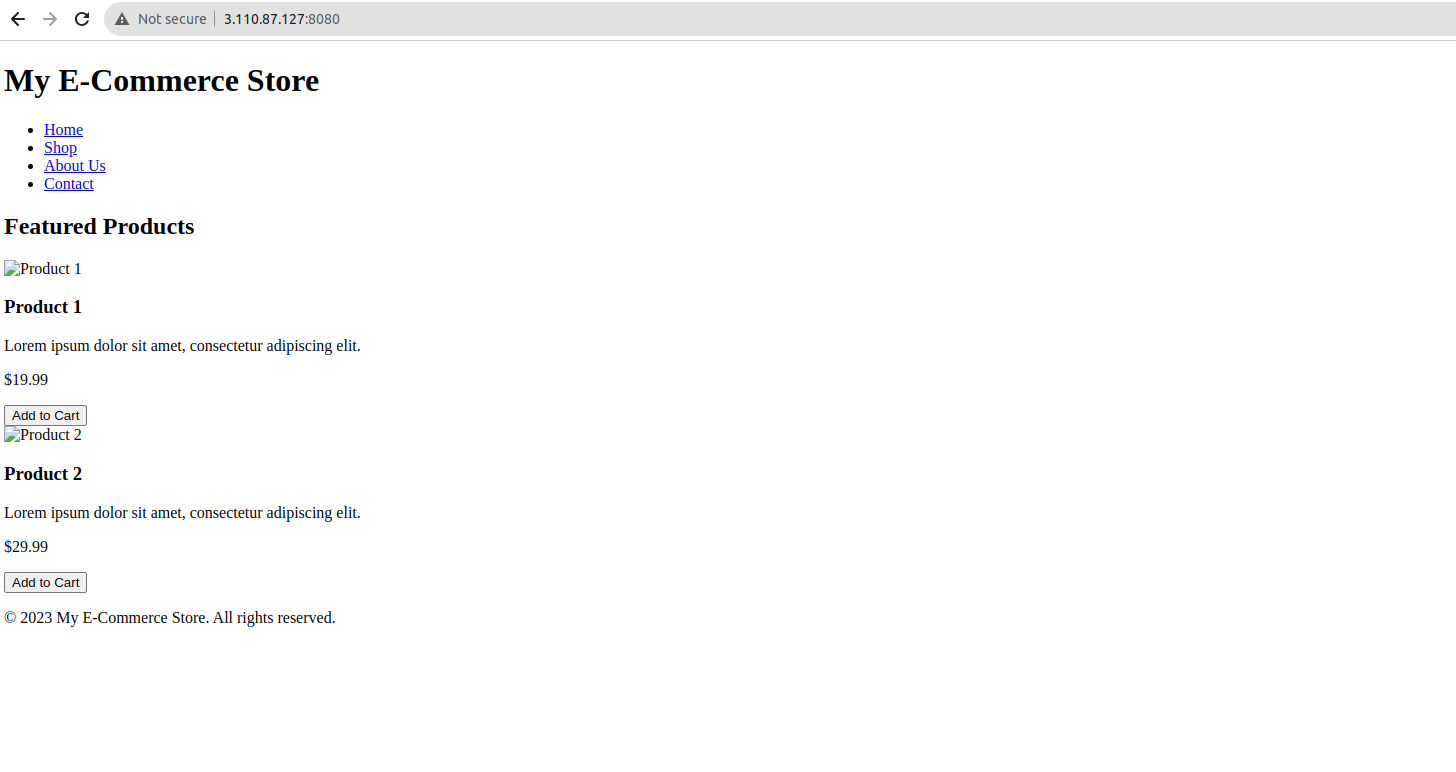 Not secure 3.110.87.127:8080
My E-Commerce Store
Home
Shop
About Us
Contact
Featured Products
Product 1
Product 1
Lorem ipsum dolor sit amet, consectetur adipiscing elit.
$19.99
Add to Cart
Product 2
Product 2
Lorem ipsum dolor sit amet, consectetur adipiscing elit.
$29.99
Add to Cart
© 2023 My E-Commerce Store. All rights reserved.